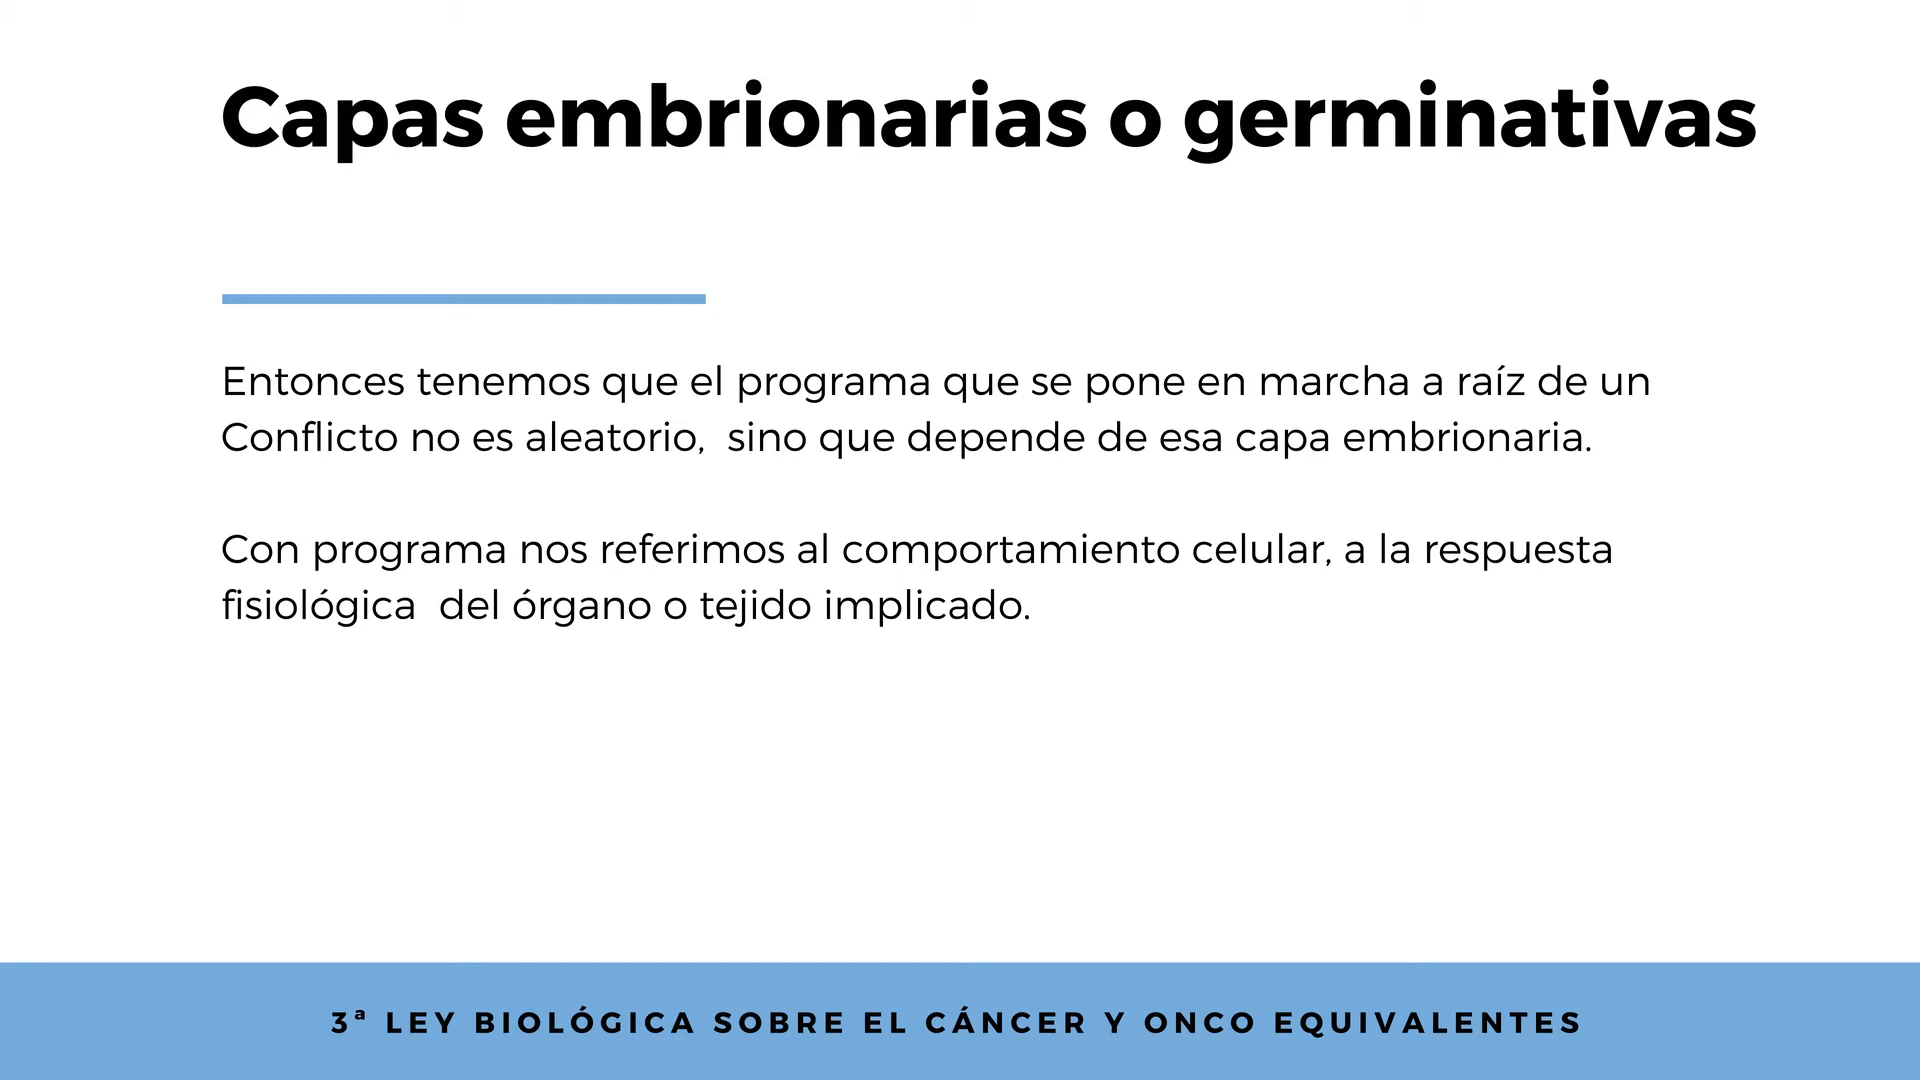 Capas embrionarias o germinativas
Entonces tenemos que el programa que se pone en marcha a raíz de un
Conflicto no es aleatorio,  sino que depende de esa capa embrionaria.
Con programa nos referimos al comportamiento celular, a la respuesta
fisiológica  del órgano o tejido implicado.
3ª LEY BIOLÓGICA SOBRE EL CÁNCER Y ONCO EQUIVALENTES